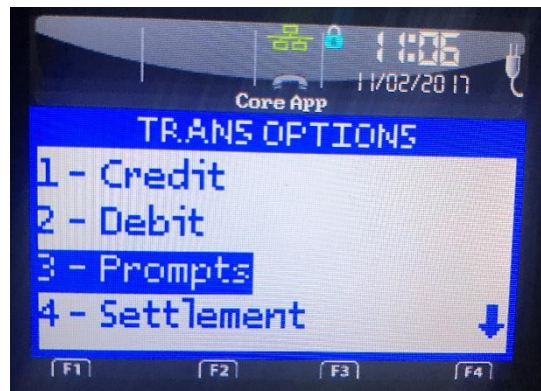 11:06
11/02/2017
Core App
TRANS OPTIONS
1 - Credit
2 - Debit
3 - Prompts
4 - Settlement
F1 F2 F3 F4